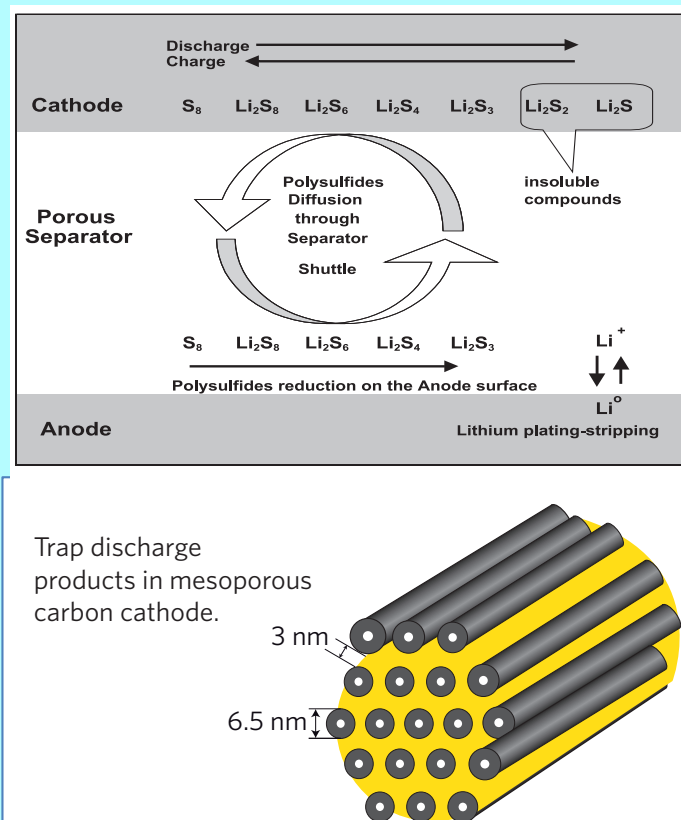 Discharge
Charge
Cathode S₈ Li₂S₈ Li₂S₆ Li₂S₄ Li₂S₃ Li₂S₂ Li₂S
insoluble
compounds
Polysulfides
Diffusion
through
Separator
Shuttle
Porous
Separator
S₈ Li₂S₈ Li₂S₆ Li₂S₄ Li₂S₃ Li⁺
Polysulfides reduction on the Anode surface
Li⁰
Anode
Lithium plating-stripping
Trap discharge
products in mesoporous
carbon cathode.
3 nm
6.5 nm